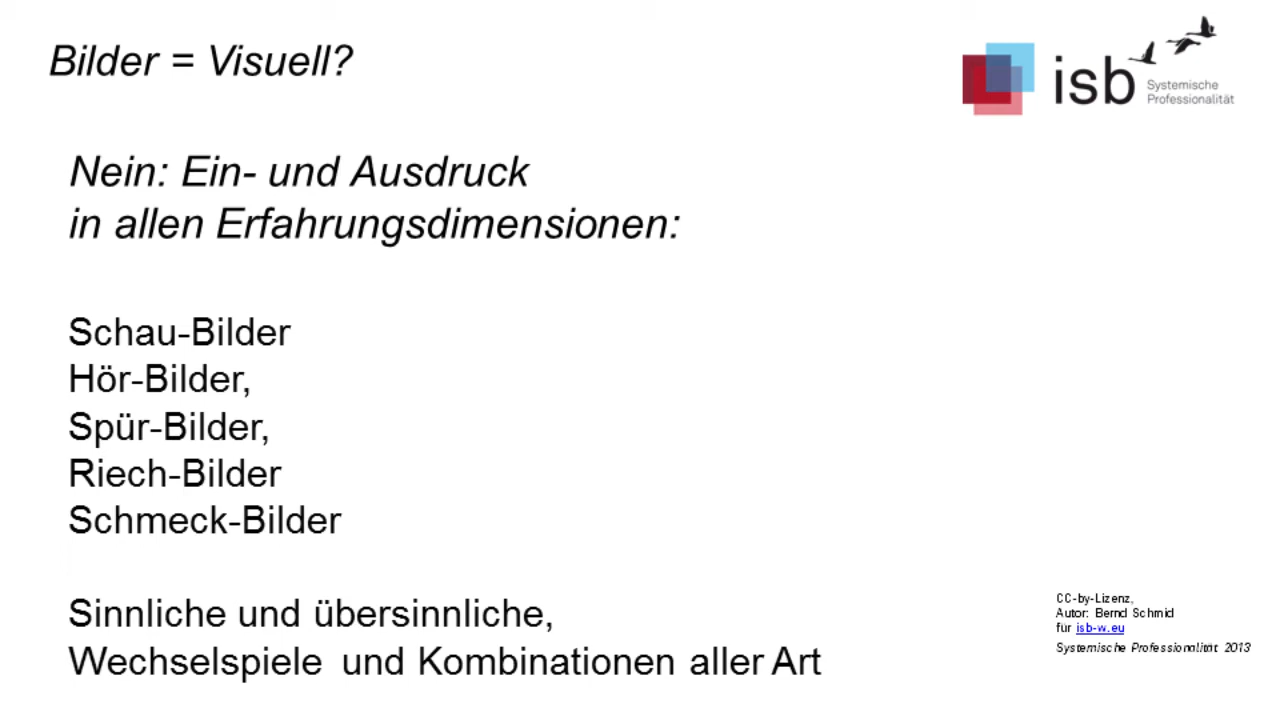 Bilder = Visuell?
isb
Systemische
Professionalität
Nein: Ein- und Ausdruck
in allen Erfahrungsdimensionen:
Schau-Bilder
Hör-Bilder,
Spür-Bilder,
Riech-Bilder
Schmeck-Bilder
Sinnliche und übersinnliche,
Wechselspiele und Kombinationen aller Art
CC-by-Lizenz,
Autor: Bernd Schmid
für isb-w.eu
Systemische Professionalität 2013